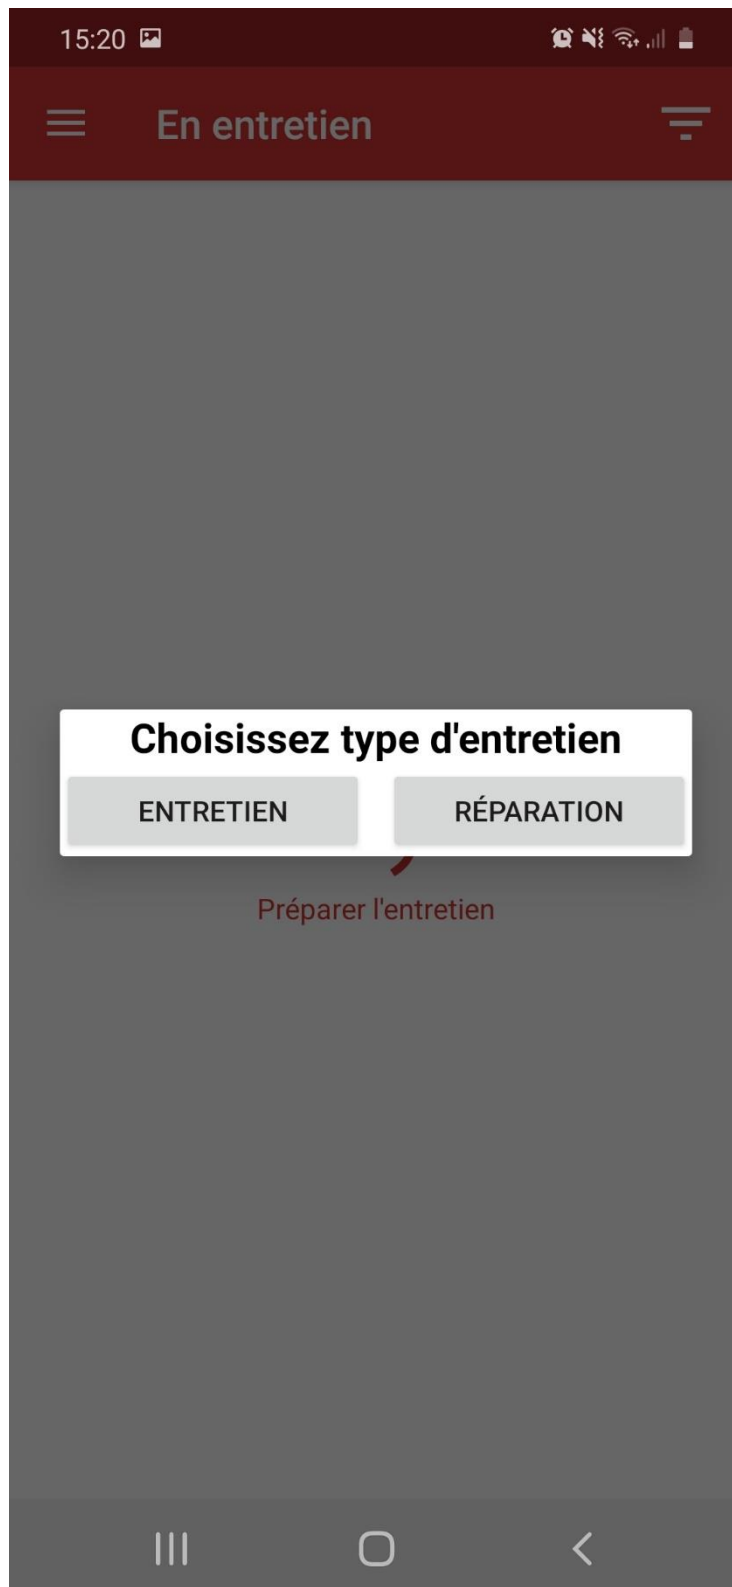 15:20
En entretien
Choisissez type d'entretien
ENTRETIEN RÉPARATION
Préparer l'entretien